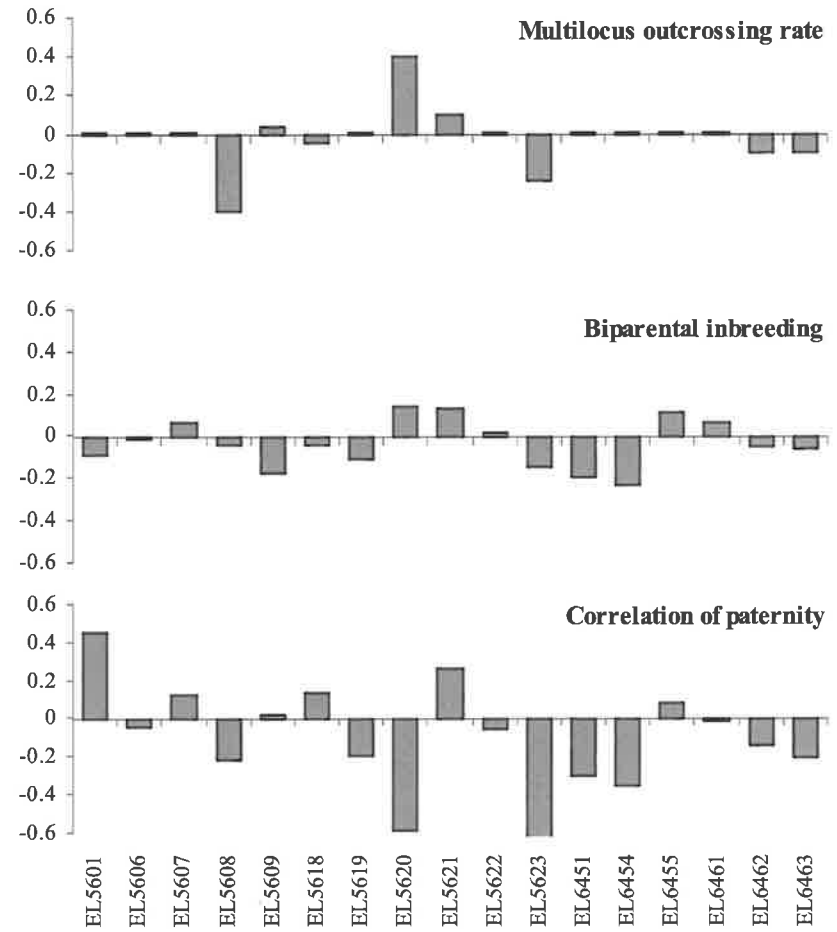 0.6
Multilocus outcrossing rate
0.4
0.2
0
-0.2
-0.4
-0.6
0.6
Biparental inbreeding
0.4
0.2
0
-0.2
-0.4
-0.6
0.6
Correlation of paternity
0.4
0.2
0
-0.2
-0.4
-0.6
EL5601
EL5606
EL5607
EL5608
EL5609
EL5618
EL5619
EL5620
EL5621
EL5622
EL5623
EL6451
EL6454
EL6455
EL6461
EL6462
EL6463